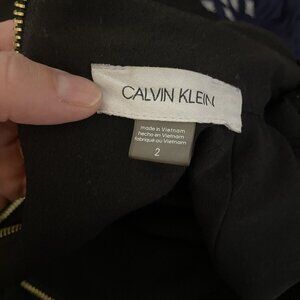 CALVIN KLEIN
made in Vietnam
hecho en Vietnam
fabriqué au Vietnam
2